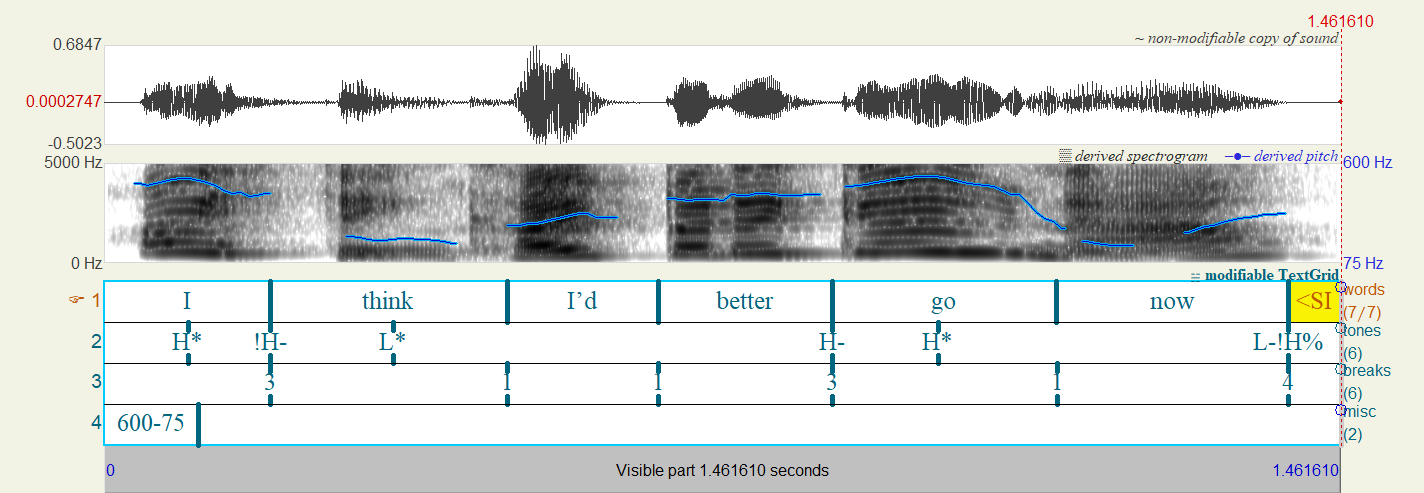 1.461610
0.6847
~ non-modifiable copy of sound
0.0002747
-0.5023
5000 Hz
derived spectrogram
derived pitch
600 Hz
0 Hz
75 Hz
modifiable TextGrid
1 I think I’d better go now <SI
words
(7/7)
2 H* !H- L* H- H* L-!H%
tones
(6)
3 3 1 1 3 1 4
breaks
(6)
4 600-75
misc
(2)
0 Visible part 1.461610 seconds 1.461610